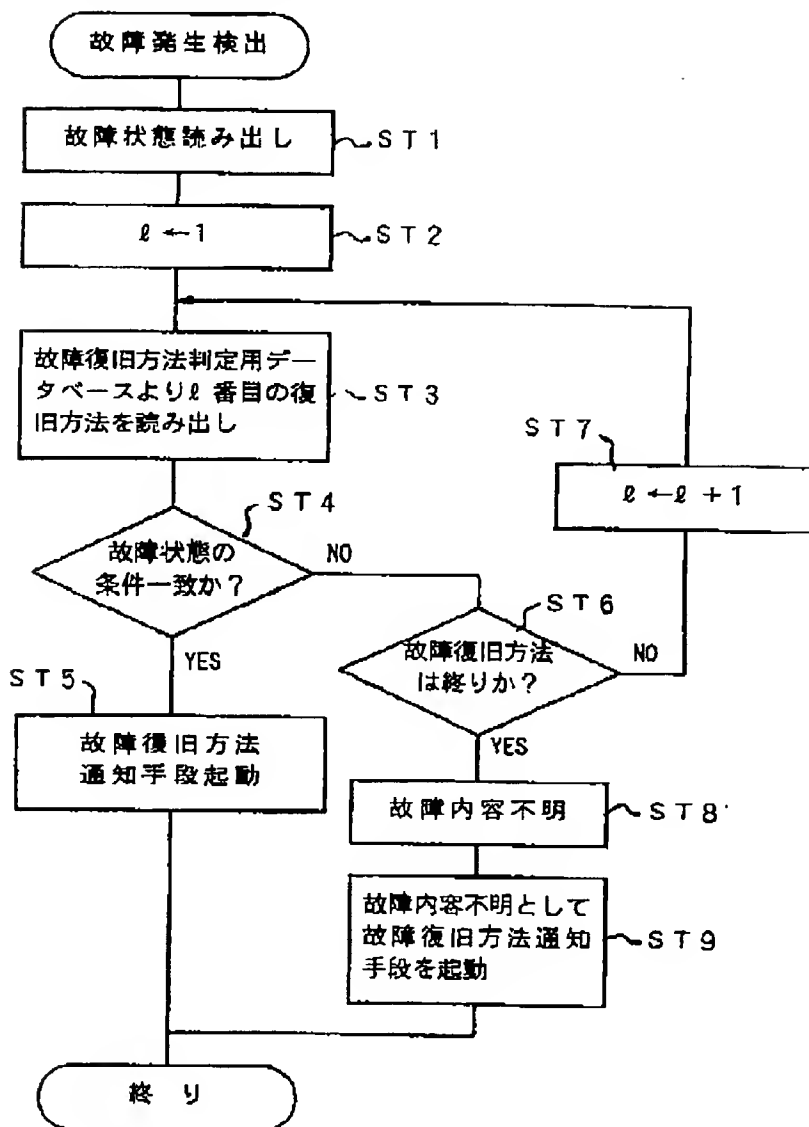 故障発生検出
故障状態読み出し
ST1
ℓ←1
ST2
故障復旧方法判定用デー
タベースよりℓ番目の復
旧方法を読み出し
ST3
ST7
ℓ←ℓ+1
ST4
故障状態の
条件一致か?
NO
YES
ST6
故障復旧方法
は終りか?
NO
YES
ST5
故障復旧方法
通知手段起動
故障内容不明
ST8
故障内容不明として
故障復旧方法通知
手段を起動
ST9
終り